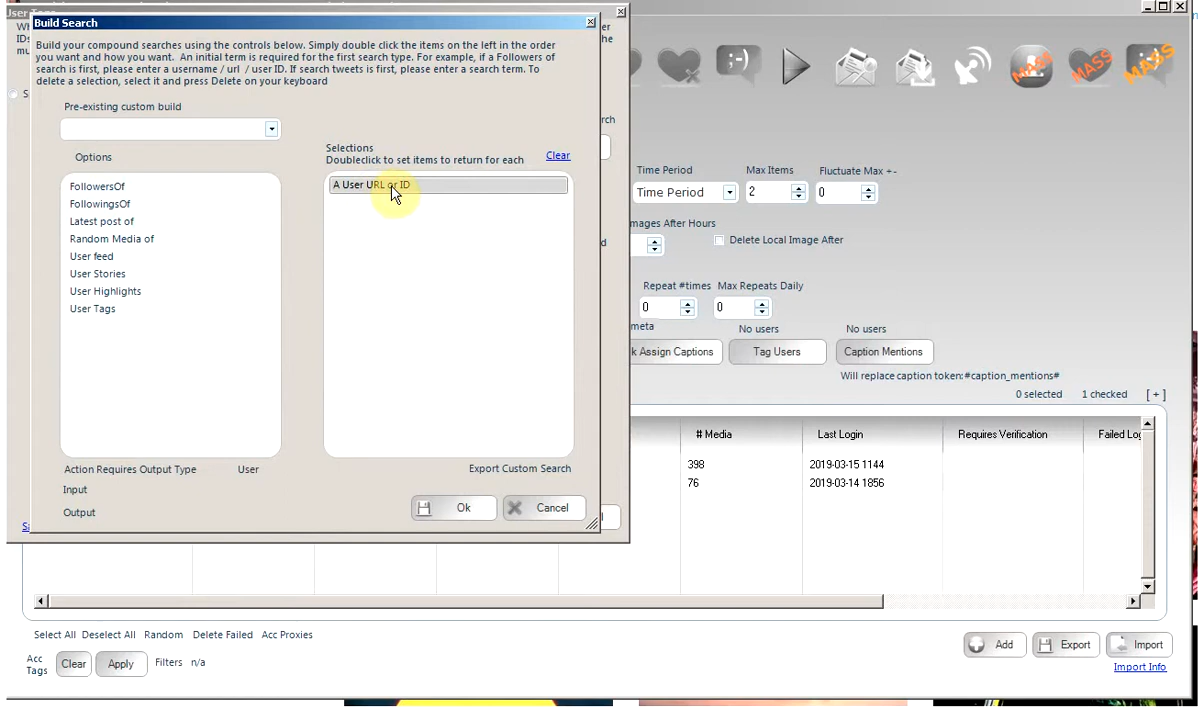 User Tags
Build Search
Build your compound searches using the controls below. Simply double click the items on the left in the order
you want and how you want. An initial term is required for the first search type. For example, if a Followers of
search is first, please enter a username / url / user ID. If search tweets is first, please enter a search term. To
delete a selection, select it and press Delete on your keyboard
Pre-existing custom build
Options
Selections
Doubleclick to set items to return for each
Clear
FollowersOf
FollowingsOf
Latest post of
Random Media of
User feed
User Stories
User Highlights
User Tags
A User URL or ID
Action Requires Output Type User
Export Custom Search
Input
Output
Ok
Cancel
;-)
MASS
MASS
MASS
Time Period
Max Items
Fluctuate Max +-
Time Period
2
0
mages After Hours
Delete Local Image After
Repeat #times
Max Repeats Daily
0
0
meta
No users
No users
k Assign Captions
Tag Users
Caption Mentions
Will replace caption token:#caption_mentions#
0 selected 1 checked [ + ]
# Media
Last Login
Requires Verification
Failed Log
398 2019-03-15 1144
76 2019-03-14 1856
Select All Deselect All Random Delete Failed Acc Proxies
Acc
Tags
Clear
Apply
Filters n/a
Add
Export
Import
Import Info